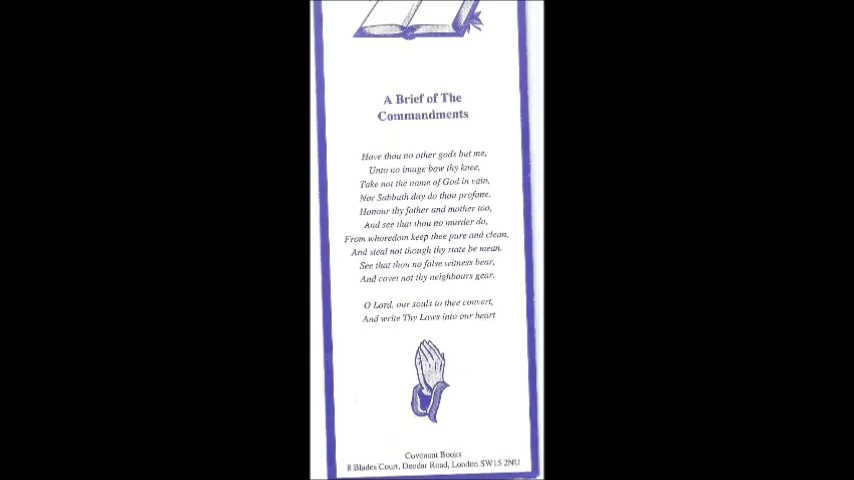 A Brief of The
Commandments
Have thou no other gods but me,
Unto no image bow thy knee,
Take not the name of God in vain,
Nor Sabbath day do thou profane.
Honour thy father and mother too,
And see that thou no murder do,
From whoredom keep thee pure and clean,
And steal not though thy state be mean.
See that thou no false witness bear,
And covet not thy neighbours gear.
O Lord, our souls to thee convert,
And write Thy Laws into our heart
Covenant Books
8 Blades Court, Deodar Road, London SW15 2NU